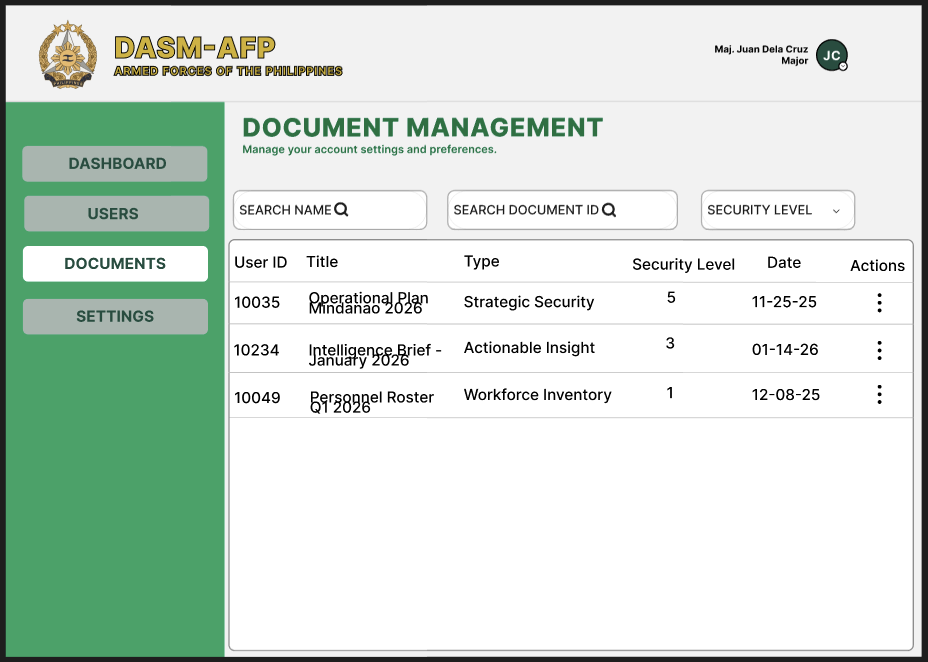 DASM-AFP
ARMED FORCES OF THE PHILIPPINES
Maj. Juan Dela Cruz
Major
JC
DASHBOARD
USERS
DOCUMENTS
SETTINGS
DOCUMENT MANAGEMENT
Manage your account settings and preferences.
SEARCH NAME
SEARCH DOCUMENT ID
SECURITY LEVEL
User ID Title Type Security Level Date Actions
10035 Operational Plan Strategic Security 5 11-25-25
Mindanao 2026
10234 Intelligence Brief - Actionable Insight 3 01-14-26
January 2026
10049 Personnel Roster Workforce Inventory 1 12-08-25
Q1 2026